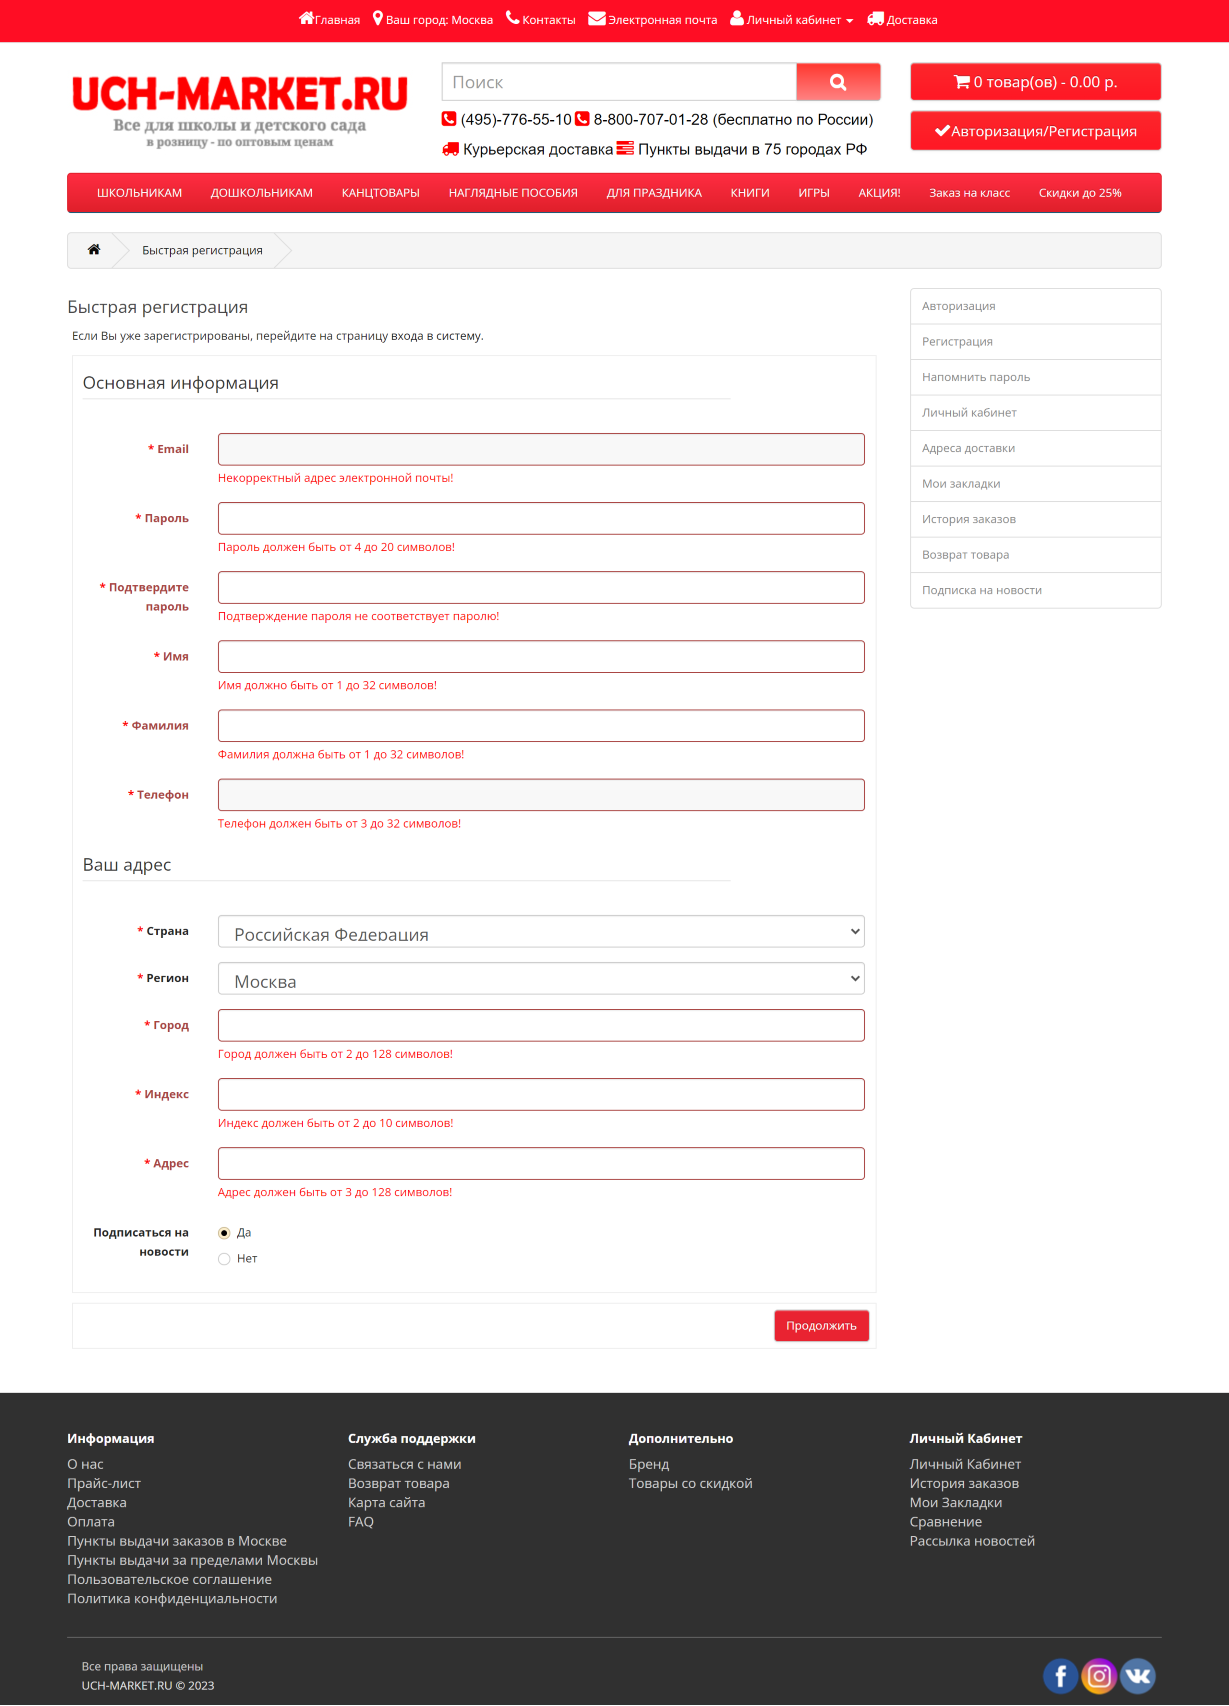 Главная Ваш город: Москва Контакты Электронная почта Личный кабинет Доставка
UCH-MARKET.RU
Все для школы и детского сада
в розницу - по оптовым ценам
Поиск
(495)-776-55-10 8-800-707-01-28 (бесплатно по России)
Курьерская доставка Пункты выдачи в 75 городах РФ
0 товар(ов) - 0.00 р.
Авторизация/Регистрация
ШКОЛЬНИКАМ ДОШКОЛЬНИКАМ КАНЦТОВАРЫ НАГЛЯДНЫЕ ПОСОБИЯ ДЛЯ ПРАЗДНИКА КНИГИ ИГРЫ АКЦИЯ! Заказ на класс Скидки до 25%
Быстрая регистрация
Быстрая регистрация
Если Вы уже зарегистрированы, перейдите на страницу входа в систему.
Основная информация
* Email
Некорректный адрес электронной почты!
* Пароль
Пароль должен быть от 4 до 20 символов!
* Подтвердите
пароль
Подтверждение пароля не соответствует паролю!
* Имя
Имя должно быть от 1 до 32 символов!
* Фамилия
Фамилия должна быть от 1 до 32 символов!
* Телефон
Телефон должен быть от 3 до 32 символов!
Ваш адрес
* Страна
Российская Федерация
* Регион
Москва
* Город
Город должен быть от 2 до 128 символов!
* Индекс
Индекс должен быть от 2 до 10 символов!
* Адрес
Адрес должен быть от 3 до 128 символов!
Подписаться на
новости
Да
Нет
Продолжить
Авторизация
Регистрация
Напомнить пароль
Личный кабинет
Адреса доставки
Мои закладки
История заказов
Возврат товара
Подписка на новости
Информация
О нас
Прайс-лист
Доставка
Оплата
Пункты выдачи заказов в Москве
Пункты выдачи за пределами Москвы
Пользовательское соглашение
Политика конфиденциальности
Служба поддержки
Связаться с нами
Возврат товара
Карта сайта
FAQ
Дополнительно
Бренд
Товары со скидкой
Личный Кабинет
Личный Кабинет
История заказов
Мои Закладки
Сравнение
Рассылка новостей
Все права защищены
UCH-MARKET.RU © 2023